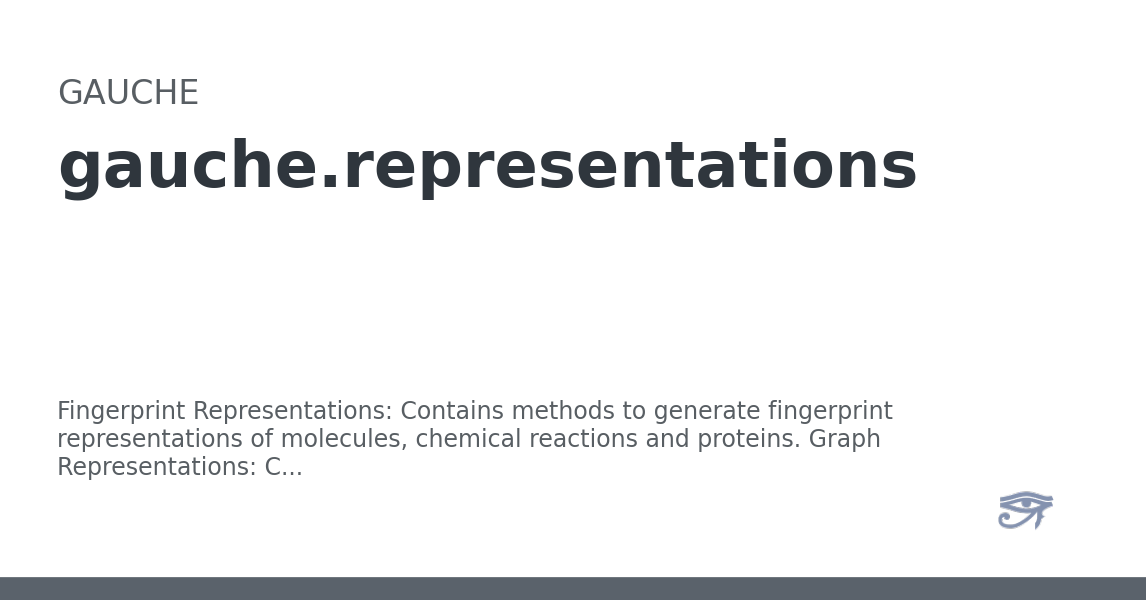 GAUCHE
gauche.representations
Fingerprint Representations: Contains methods to generate fingerprint
representations of molecules, chemical reactions and proteins. Graph
Representations: C...